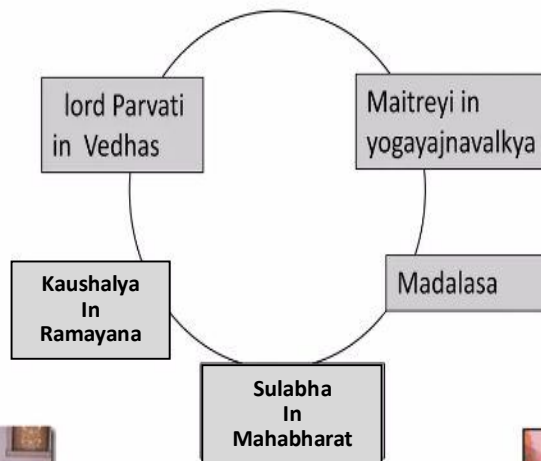 lord Parvati
in Vedhas
Maitreyi in
yogayajnavalkya
Kaushalya
In
Ramayana
Madalasa
Sulabha
In
Mahabharat